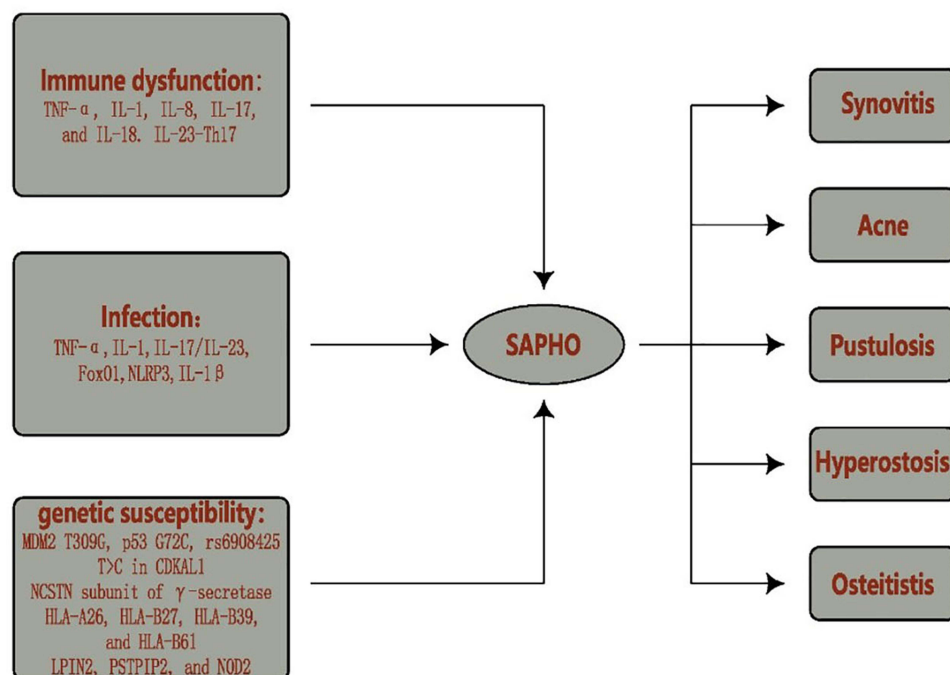 Immune dysfunction:
TNF-α, IL-1, IL-8, IL-17,
and IL-18. IL-23-Th17
Infection:
TNF-α, IL-1, IL-17/IL-23,
FoxO1, NLRP3, IL-1β
genetic susceptibility:
MDM2 T309G, p53 G72C, rs6908425
T>C in CDKAL1
NCSTN subunit of γ-secretase
HLA-A26, HLA-B27, HLA-B39,
and HLA-B61
LPIN2, PSTPIP2, and NOD2
SAPHO
Synovitis
Acne
Pustulosis
Hyperostosis
Osteitistis